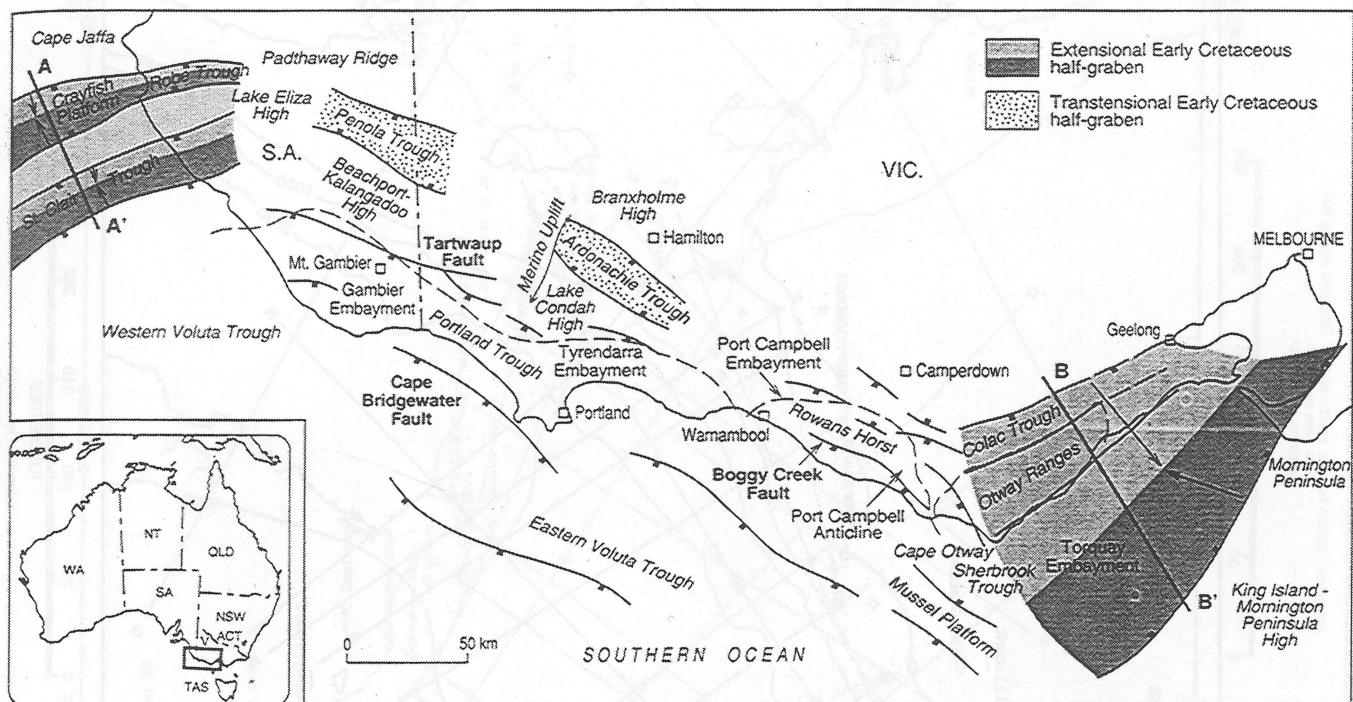 Cape Jaffa
A
Padthaway Ridge
Crayfish
Platform
Robe Trough
Lake Eliza
High
Penola Trough
S.A.
St. Clair Trough
A'
Beachport-
Kalangadoo
High
Extensional Early Cretaceous
half-graben
Transtensional Early Cretaceous
half-graben
VIC.
Branxholme
High
Hamilton
Merino Uplift
Ardonachie Trough
Tartwaup
Fault
Mt. Gambier
Gambier
Embayment
Lake
Condah
High
MELBOURNE
Western Voluta Trough
Portland Trough
Tyrendarra
Embayment
Port Campbell
Embayment
Geelong
Camperdown
B
Cape
Bridgewater
Fault
Portland
Warnambool
Rowans Horst
Colac Trough
Otway Ranges
Boggy Creek
Fault
Mornington
Peninsula
Port Campbell
Anticline
Eastern Voluta Trough
Cape Otway
Sherbrook
Trough
Torquay
Embayment
Mussel Platform
B'
King Island -
Mornington
Peninsula
High
0 50 km
SOUTHERN OCEAN
WA
NT
QLD
SA
NSW
ACT
V
TAS